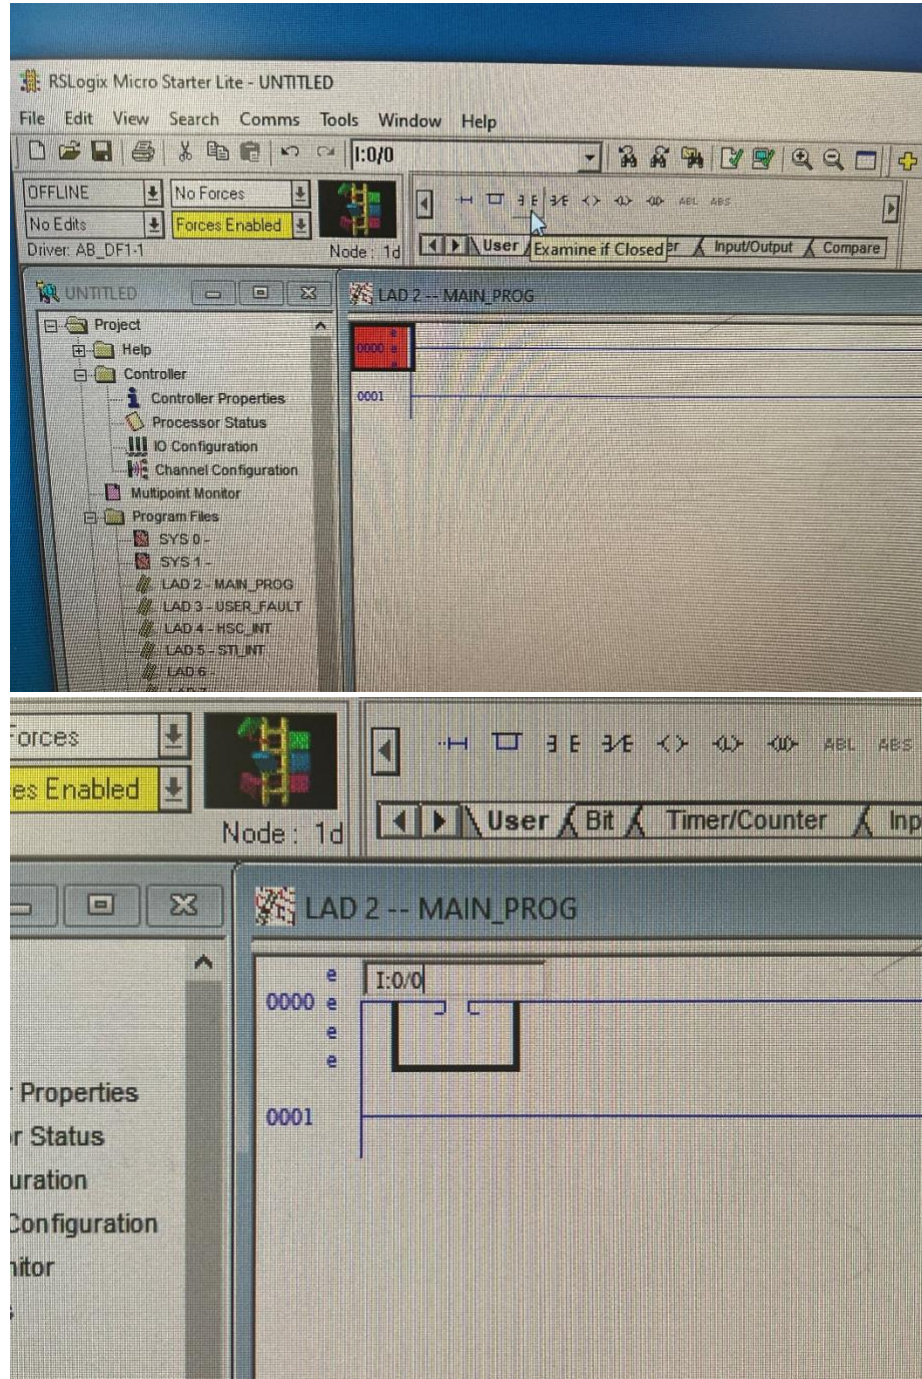 RSLogix Micro Starter Lite - UNTITLED
File Edit View Search Comms Tools Window Help
I:0/0
OFFLINE No Forces
No Edits Forces Enabled
ABL ABS
Driver: AB_DF1-1 Node: 1d
User Examine if Closed er Input/Output Compare
UNTITLED
LAD 2 -- MAIN_PROG
Project
Help
Controller
Controller Properties
Processor Status
IO Configuration
Channel Configuration
Multipoint Monitor
Program Files
SYS 0 -
SYS 1 -
LAD 2 - MAIN_PROG
LAD 3 - USER_FAULT
LAD 4 - HSC_INT
LAD 5 - STI_INT
LAD 6 -
e
0000 e
e
0001
orces
es Enabled
Node: 1d
ABL ABS
User Bit Timer/Counter Inp
LAD 2 -- MAIN_PROG
e I:0/0
0000 e
e
e
0001
Properties
r Status
uration
Configuration
nitor